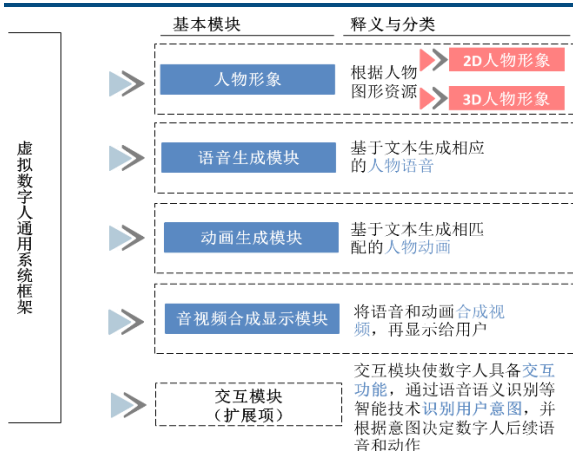 基本模块
释义与分类
虚拟数字人通用系统框架
人物形象
根据人物
图形资源
2D人物形象
3D人物形象
语音生成模块
基于文本生成相应
的人物语音
动画生成模块
基于文本生成相匹
配的人物动画
音视频合成显示模块
将语音和动画合成视
频，再显示给用户
交互模块
（扩展项）
交互模块使数字人具备交互
功能，通过语音语义识别等
智能技术识别用户意图，并
根据意图决定数字人后续语
音和动作